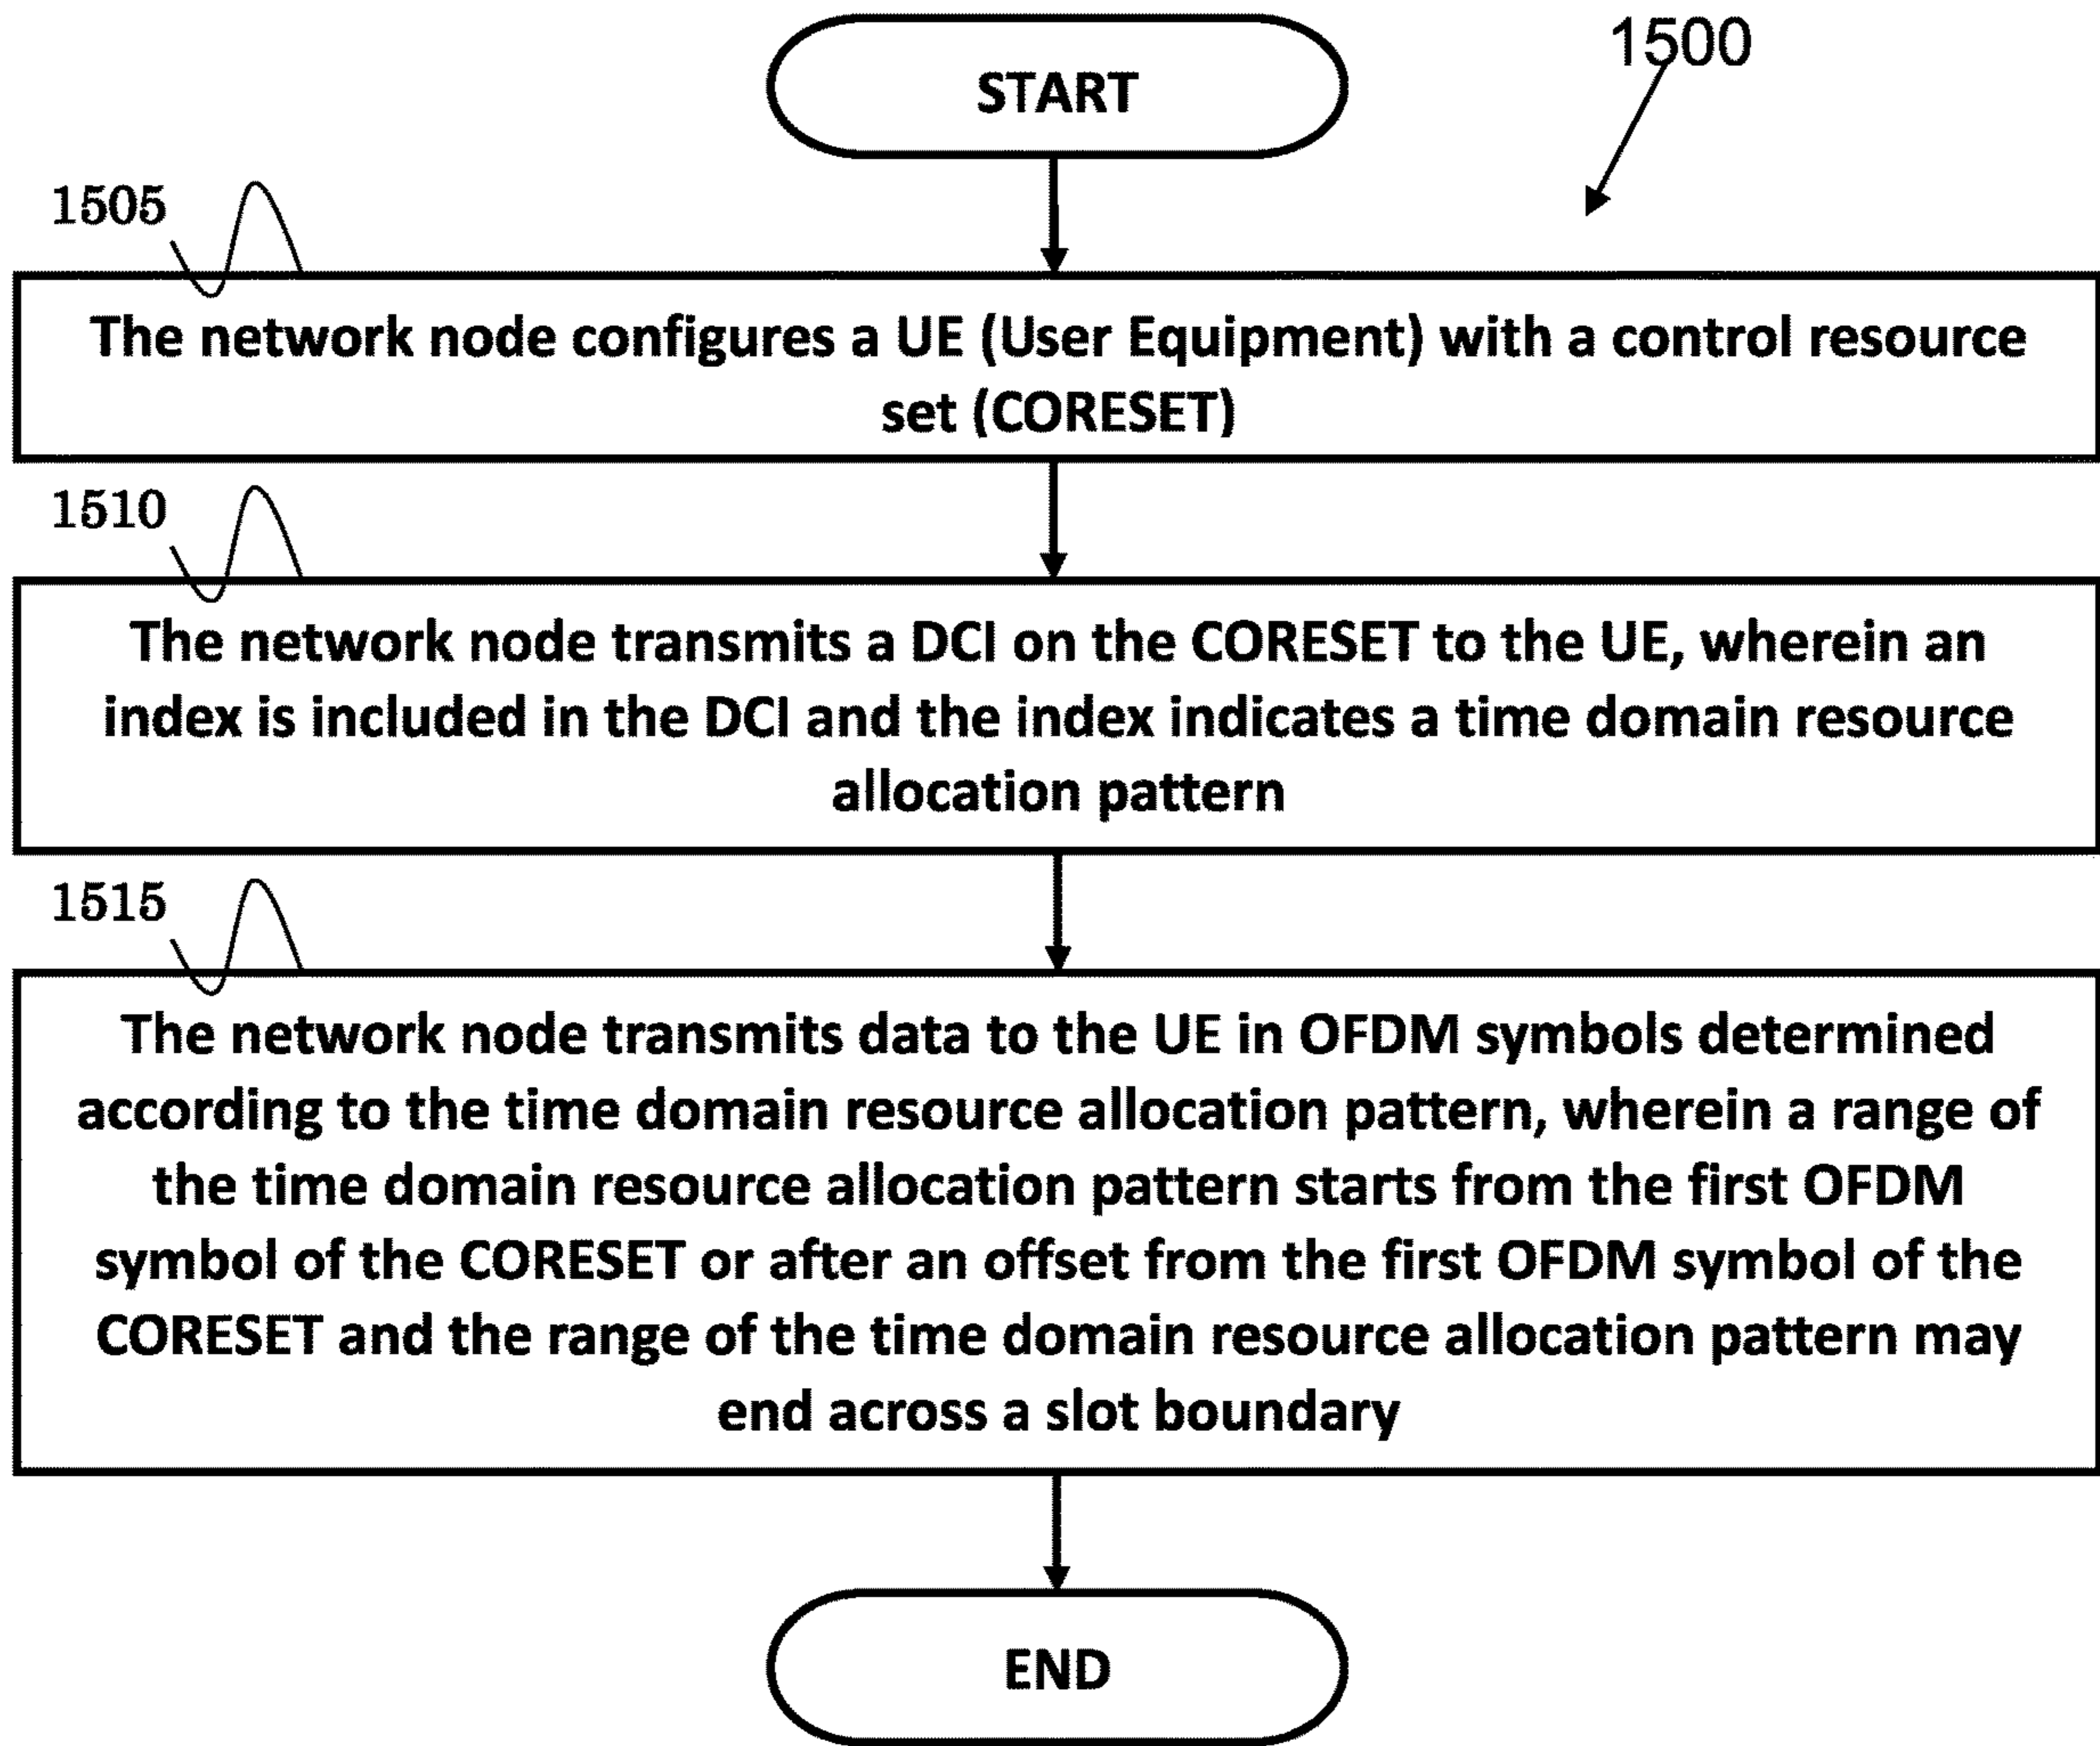 START
1500
1505
The network node configures a UE (User Equipment) with a control resource
set (CORESET)
1510
The network node transmits a DCI on the CORESET to the UE, wherein an
index is included in the DCI and the index indicates a time domain resource
allocation pattern
1515
The network node transmits data to the UE in OFDM symbols determined
according to the time domain resource allocation pattern, wherein a range of
the time domain resource allocation pattern starts from the first OFDM
symbol of the CORESET or after an offset from the first OFDM symbol of the
CORESET and the range of the time domain resource allocation pattern may
end across a slot boundary
END